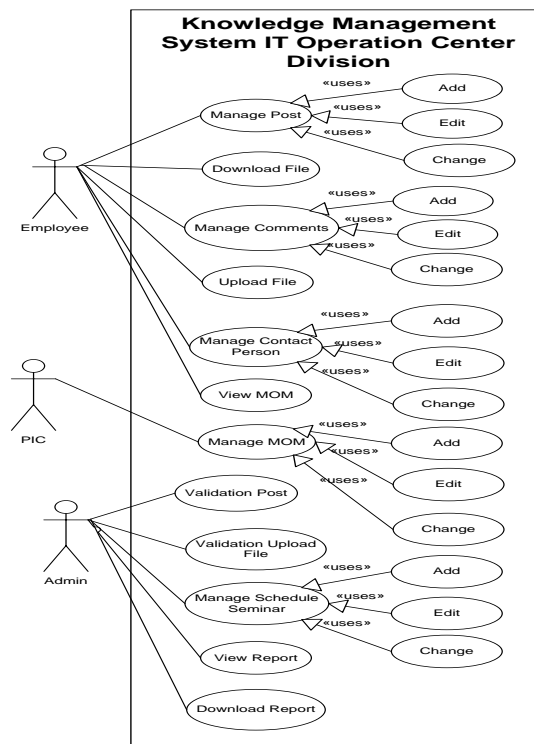 Knowledge Management
System IT Operation Center
Division
«uses»
Add
Manage Post
«uses»
Edit
«uses»
Change
Download File
Employee
«uses»
Add
Manage Comments
«uses»
Edit
«uses»
Change
Upload File
«uses»
Add
Manage Contact
Person
«uses»
Edit
«uses»
Change
View MOM
PIC
Manage MOM
«uses»
Add
«uses»
Edit
«uses»
Change
Validation Post
Admin
Validation Upload
File
«uses»
Add
Manage Schedule
Seminar
«uses»
Edit
«uses»
Change
View Report
Download Report